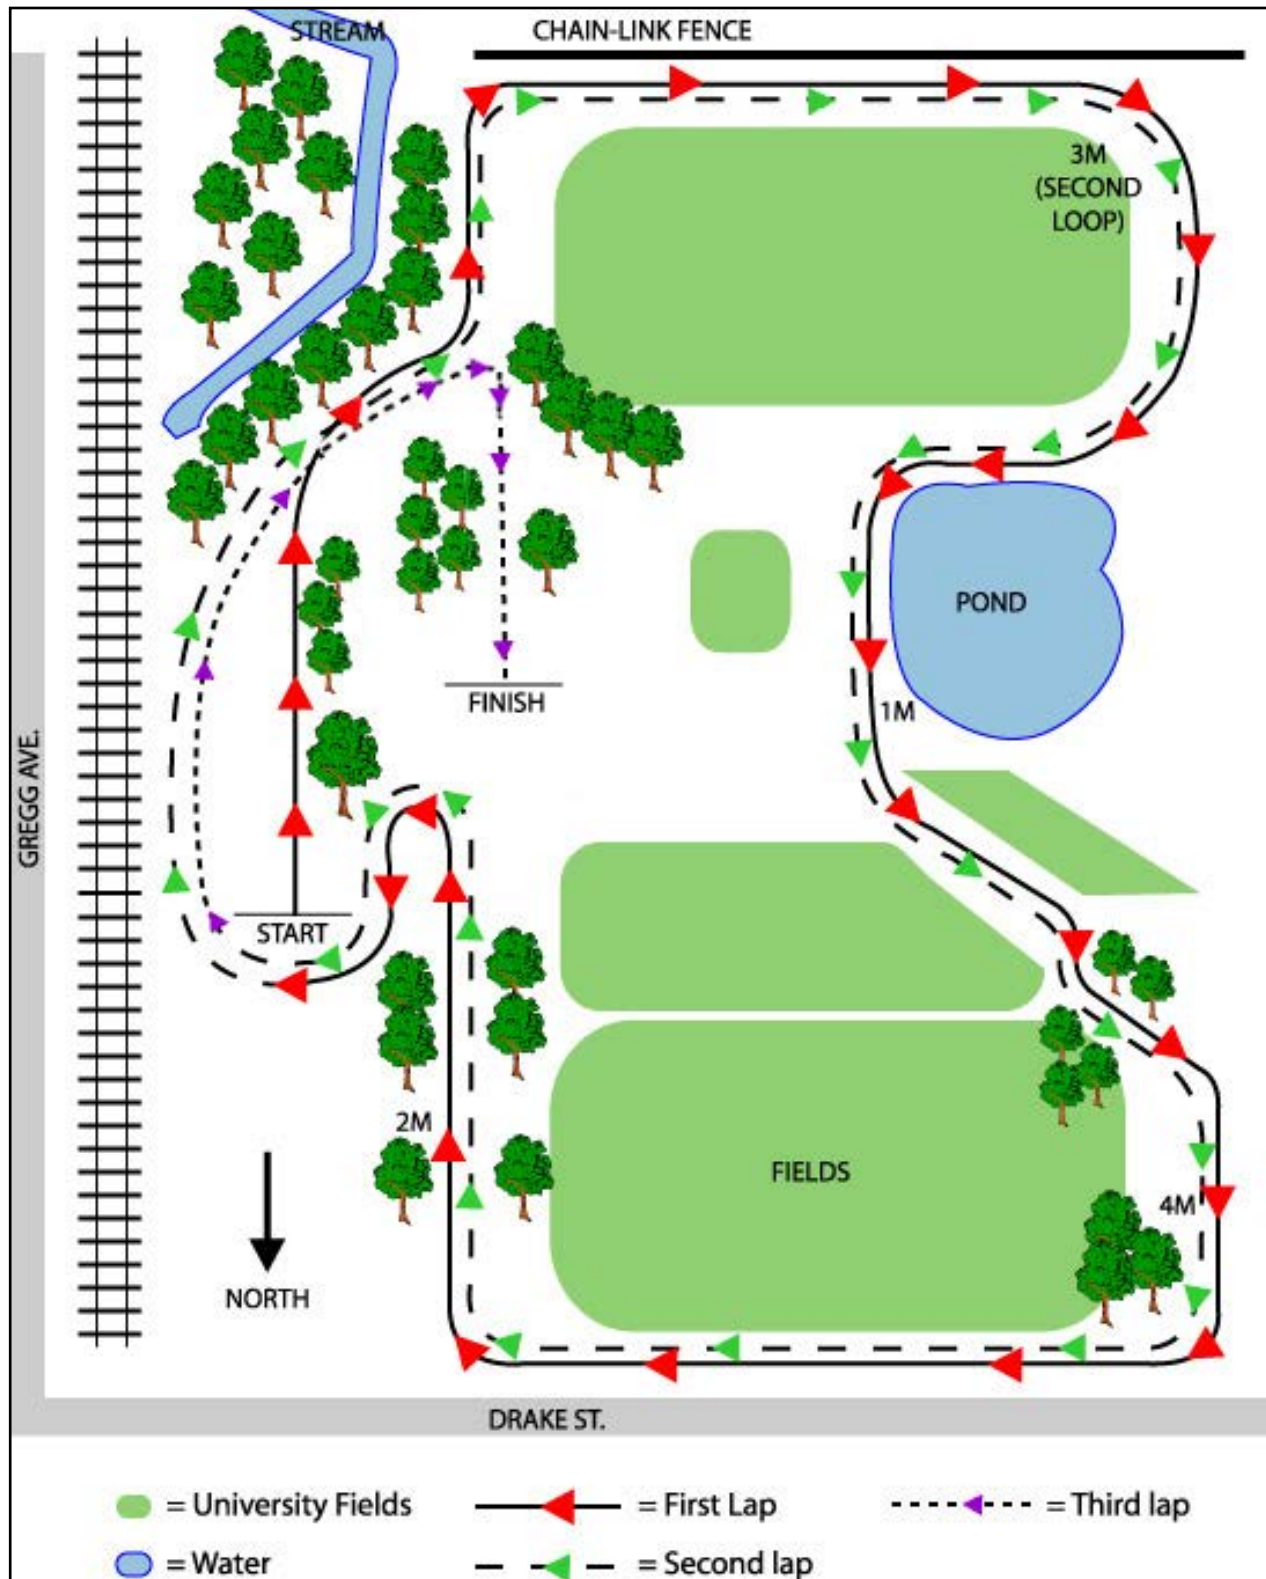 STREAM
CHAIN-LINK FENCE
3M
(SECOND
LOOP)
POND
FINISH
1M
GREGG AVE.
START
2M
FIELDS
4M
NORTH
DRAKE ST.
= University Fields
= First Lap
= Third lap
= Water
= Second lap